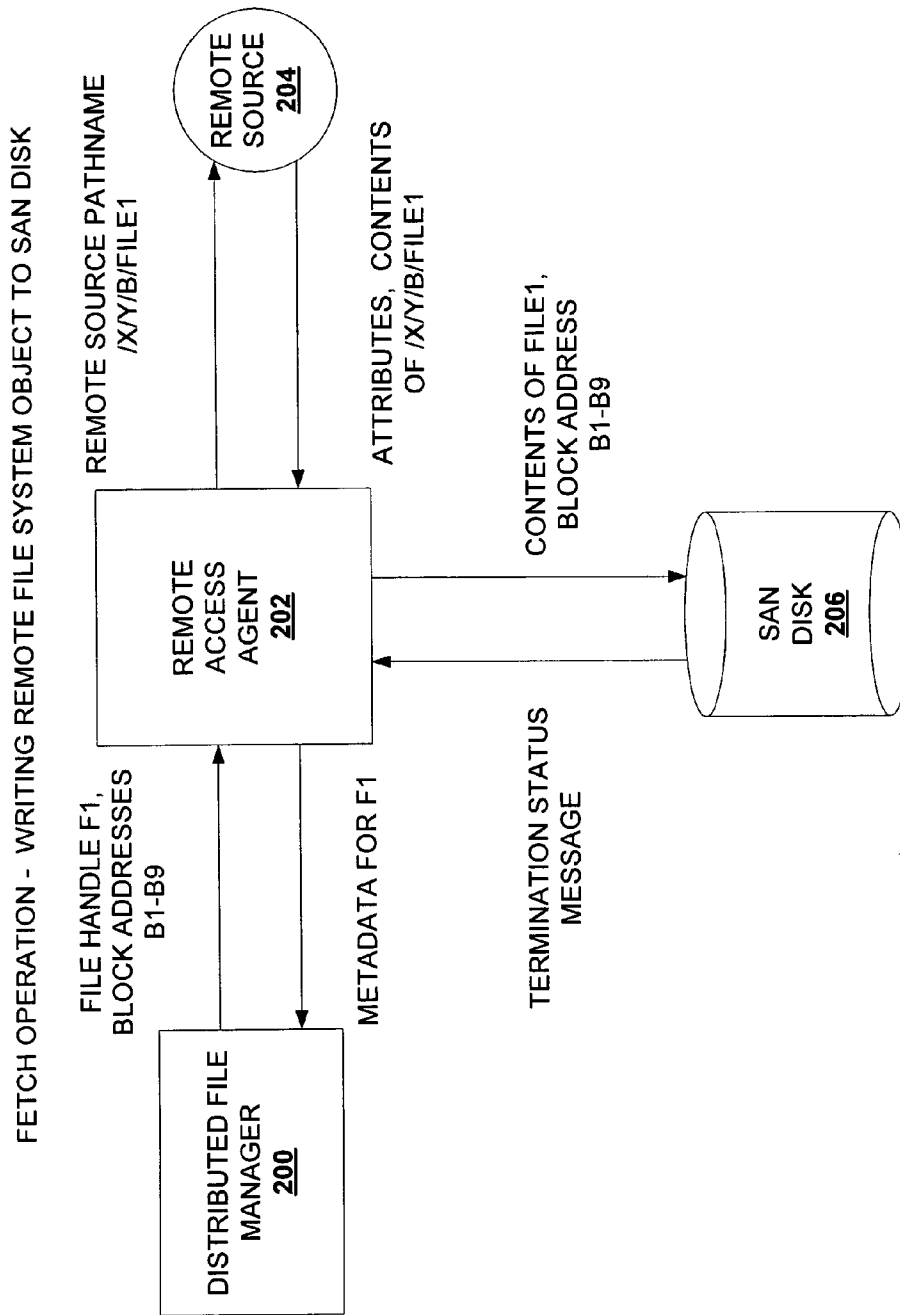 FETCH OPERATION - WRITING REMOTE FILE SYSTEM OBJECT TO SAN DISK
FILE HANDLE F1,
BLOCK ADDRESSES
B1-B9
REMOTE SOURCE PATHNAME
/X/Y/B/FILE1
DISTRIBUTED FILE
MANAGER
200
REMOTE
ACCESS
AGENT
202
REMOTE
SOURCE
204
METADATA FOR F1
ATTRIBUTES, CONTENTS
OF /X/Y/B/FILE1
TERMINATION STATUS
MESSAGE
CONTENTS OF FILE1,
BLOCK ADDRESS
B1-B9
SAN
DISK
206